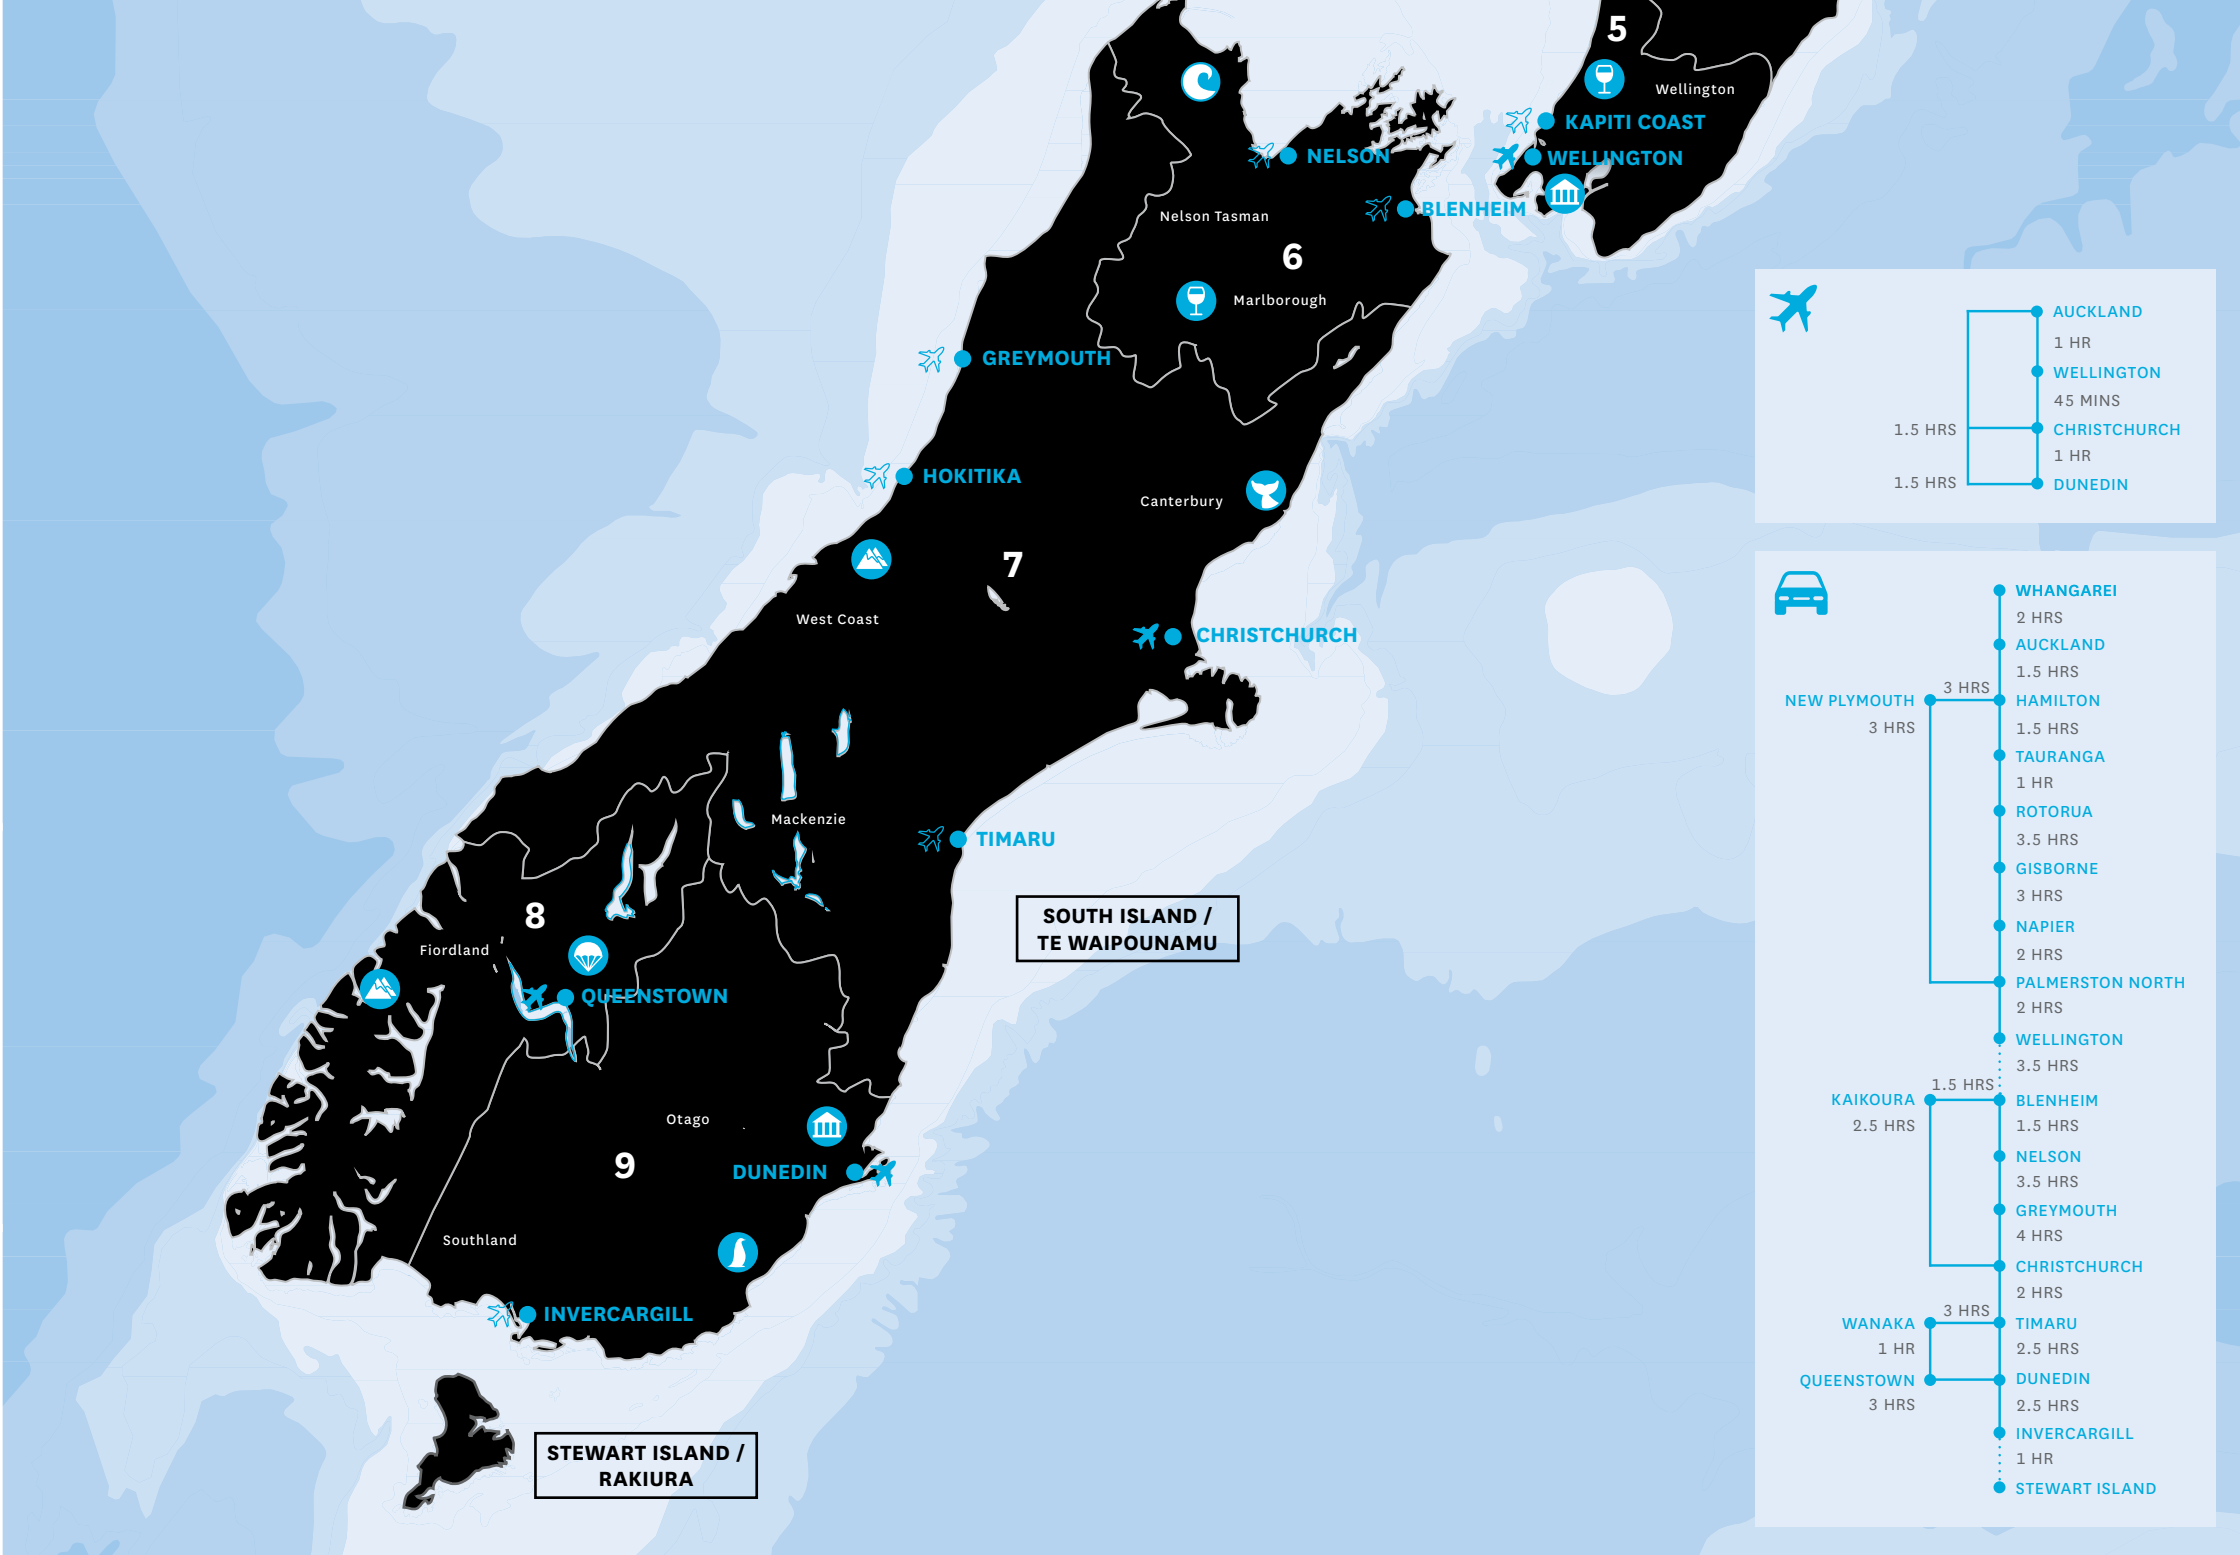 5
Wellington
KAPITI COAST
NELSON
WELLINGTON
BLENHEIM
Nelson Tasman
6
Marlborough
GREYMOUTH
HOKITIKA
Canterbury
7
West Coast
CHRISTCHURCH
Mackenzie
TIMARU
SOUTH ISLAND /
TE WAIPOUNAMU
8
Fiordland
QUEENSTOWN
Otago
9
DUNEDIN
Southland
INVERCARGILL
STEWART ISLAND /
RAKIURA
AUCKLAND
1 HR
WELLINGTON
45 MINS
1.5 HRS
CHRISTCHURCH
1 HR
1.5 HRS
DUNEDIN
WHANGAREI
2 HRS
AUCKLAND
1.5 HRS
3 HRS
NEW PLYMOUTH
HAMILTON
3 HRS
1.5 HRS
TAURANGA
1 HR
ROTORUA
3.5 HRS
GISBORNE
3 HRS
NAPIER
2 HRS
PALMERSTON NORTH
2 HRS
WELLINGTON
3.5 HRS
1.5 HRS
KAIKOURA
BLENHEIM
2.5 HRS
1.5 HRS
NELSON
3.5 HRS
GREYMOUTH
4 HRS
CHRISTCHURCH
2 HRS
3 HRS
WANAKA
TIMARU
1 HR
2.5 HRS
QUEENSTOWN
DUNEDIN
3 HRS
2.5 HRS
INVERCARGILL
1 HR
STEWART ISLAND